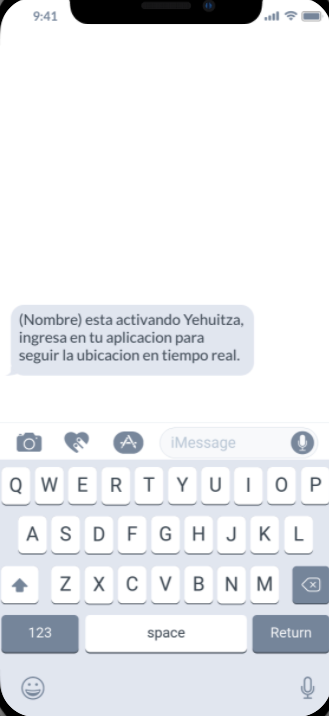 9:41
(Nombre) esta activando Yehuitza,
ingresa en tu aplicacion para
seguir la ubicacion en tiempo real.
iMessage
Q W E R T Y U I O P
A S D F G H J K L
Z X C V B N M
123 space Return